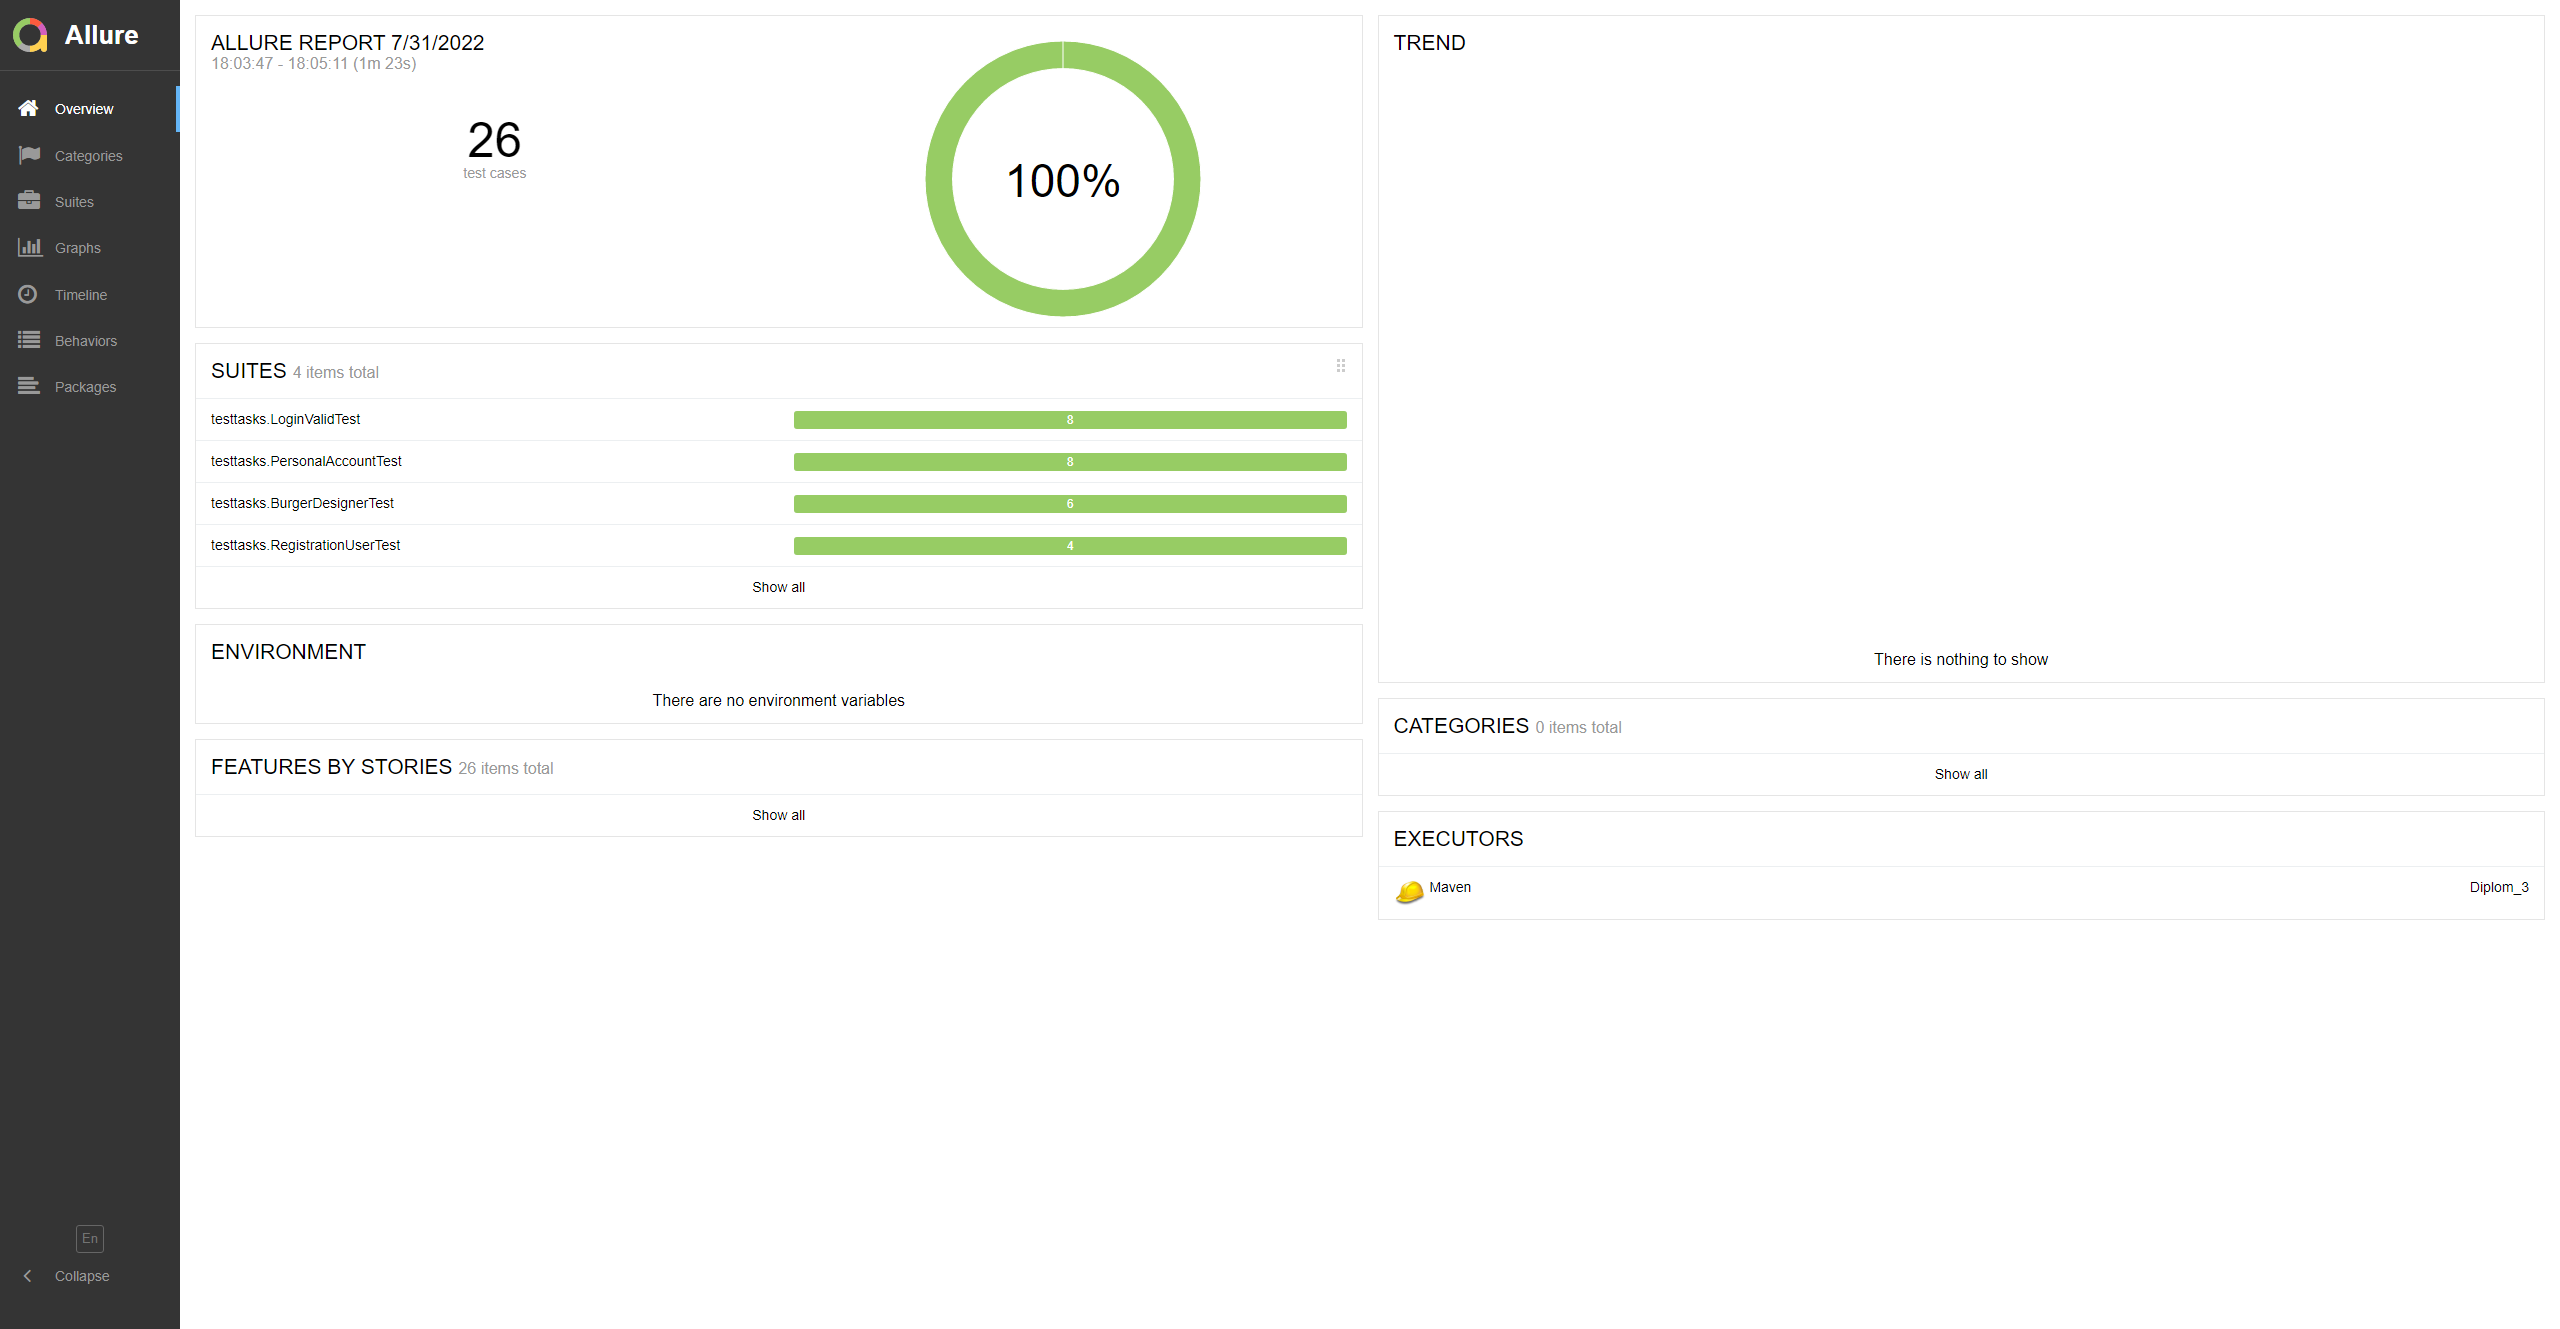 Allure
Overview
Categories
Suites
Graphs
Timeline
Behaviors
Packages
En
Collapse
ALLURE REPORT 7/31/2022
18:03:47 - 18:05:11 (1m 23s)
26
test cases
100%
SUITES 4 items total
testtasks.LoginValidTest 8
testtasks.PersonalAccountTest 8
testtasks.BurgerDesignerTest 6
testtasks.RegistrationUserTest 4
Show all
ENVIRONMENT
There are no environment variables
FEATURES BY STORIES 26 items total
Show all
TREND
There is nothing to show
CATEGORIES 0 items total
Show all
EXECUTORS
Maven Diplom_3